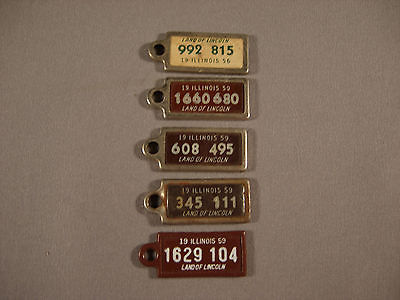 LAND OF LINCOLN
992 815
19 ILLINOIS 56
19 ILLINOIS 59
1660 680
LAND OF LINCOLN
19 ILLINOIS 59
608 495
LAND OF LINCOLN
19 ILLINOIS 59
345 111
LAND OF LINCOLN
19 ILLINOIS 59
1629 104
LAND OF LINCOLN